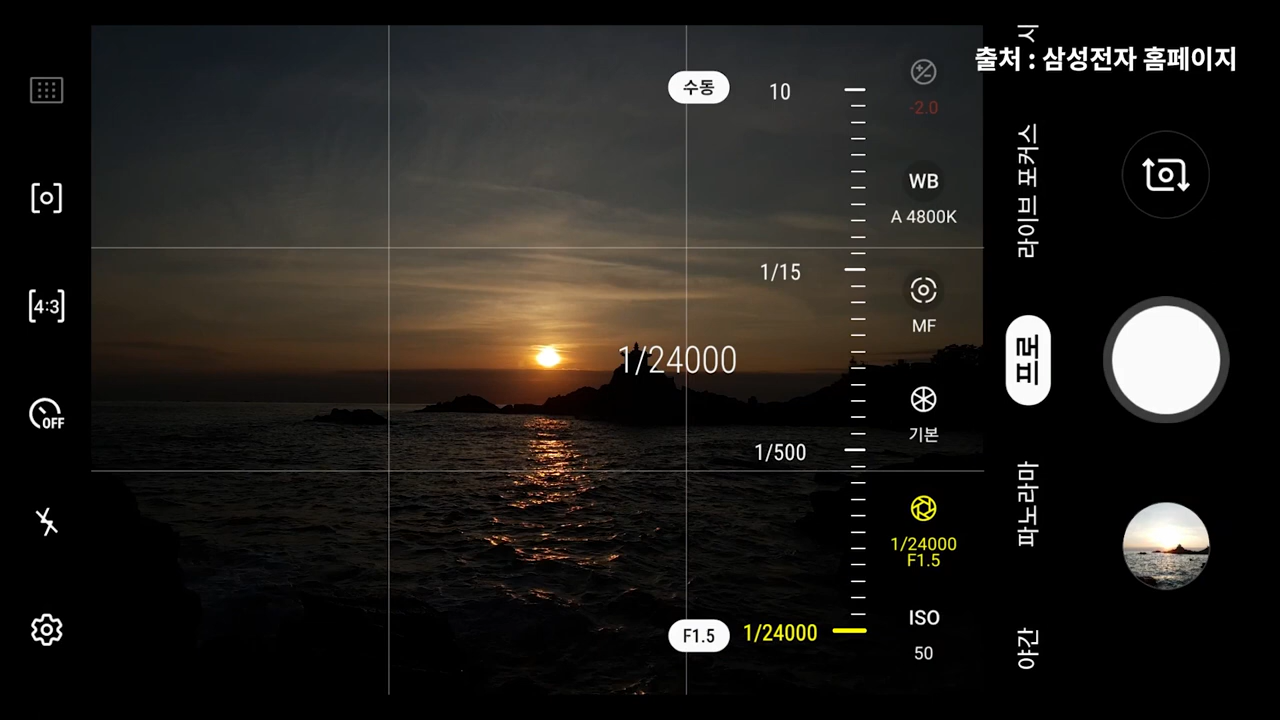 출처 : 삼성전자 홈페이지
4:3
OFF
수동
10
1/15
1/24000
1/500
F1.5
1/24000
-2.0
WB
A 4800K
MF
기본
1/24000
F1.5
ISO
50
라이브 포커스
프로
파노라마
야간